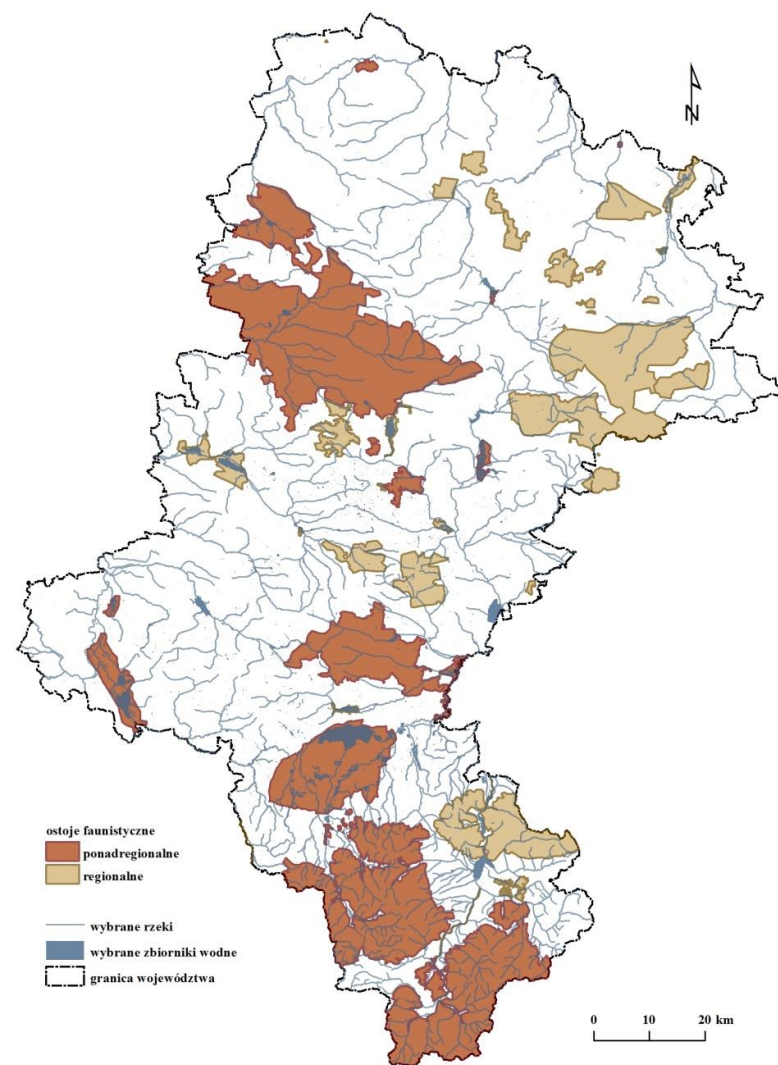 N
ostoje faunistyczne
ponadregionalne
regionalne
wybrane rzeki
wybrane zbiorniki wodne
granica województwa
0 10 20 km